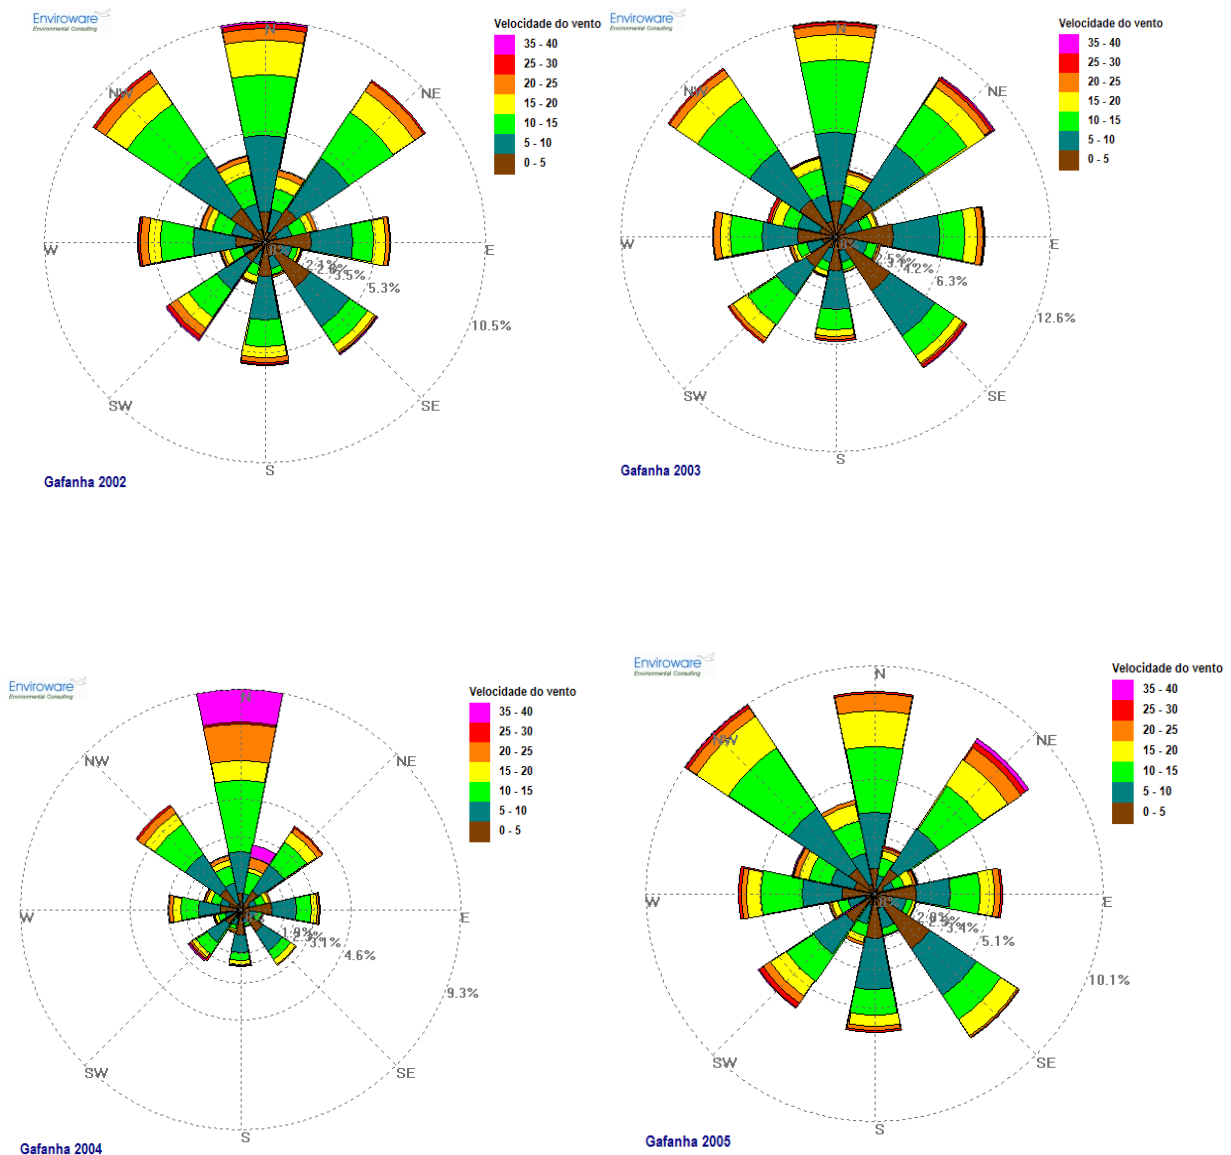 Enviroware
Environmental Consulting
Velocidade do vento
35 - 40
25 - 30
20 - 25
15 - 20
10 - 15
5 - 10
0 - 5
N
NE
E
SE
S
SW
W
NW
3.5%
5.3%
10.5%
Gafanha 2002
Enviroware
Environmental Consulting
Velocidade do vento
35 - 40
25 - 30
20 - 25
15 - 20
10 - 15
5 - 10
0 - 5
N
NE
E
SE
S
SW
W
NW
4.2%
6.3%
12.6%
Gafanha 2003
Enviroware
Environmental Consulting
Velocidade do vento
35 - 40
25 - 30
20 - 25
15 - 20
10 - 15
5 - 10
0 - 5
N
NE
E
SE
S
SW
W
NW
3.1%
4.6%
9.3%
Gafanha 2004
Enviroware
Environmental Consulting
Velocidade do vento
35 - 40
25 - 30
20 - 25
15 - 20
10 - 15
5 - 10
0 - 5
N
NE
E
SE
S
SW
W
NW
3.4%
5.1%
10.1%
Gafanha 2005